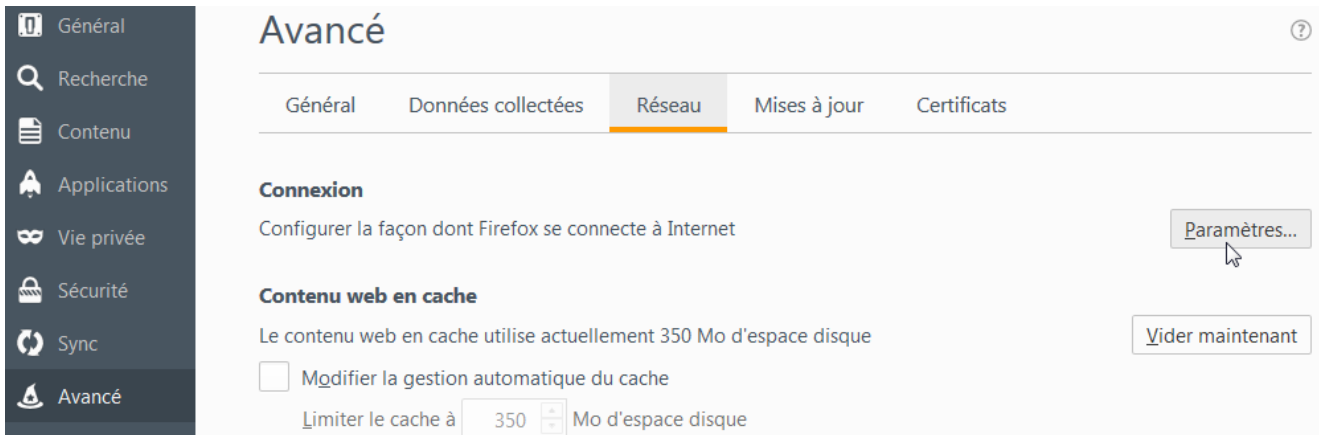 Général
Recherche
Contenu
Applications
Vie privée
Sécurité
Sync
Avancé
Avancé
?
Général Données collectées Réseau Mises à jour Certificats
Connexion
Configurer la façon dont Firefox se connecte à Internet Paramètres...
Contenu web en cache
Le contenu web en cache utilise actuellement 350 Mo d'espace disque Vider maintenant
Modifier la gestion automatique du cache
Limiter le cache à 350 Mo d'espace disque